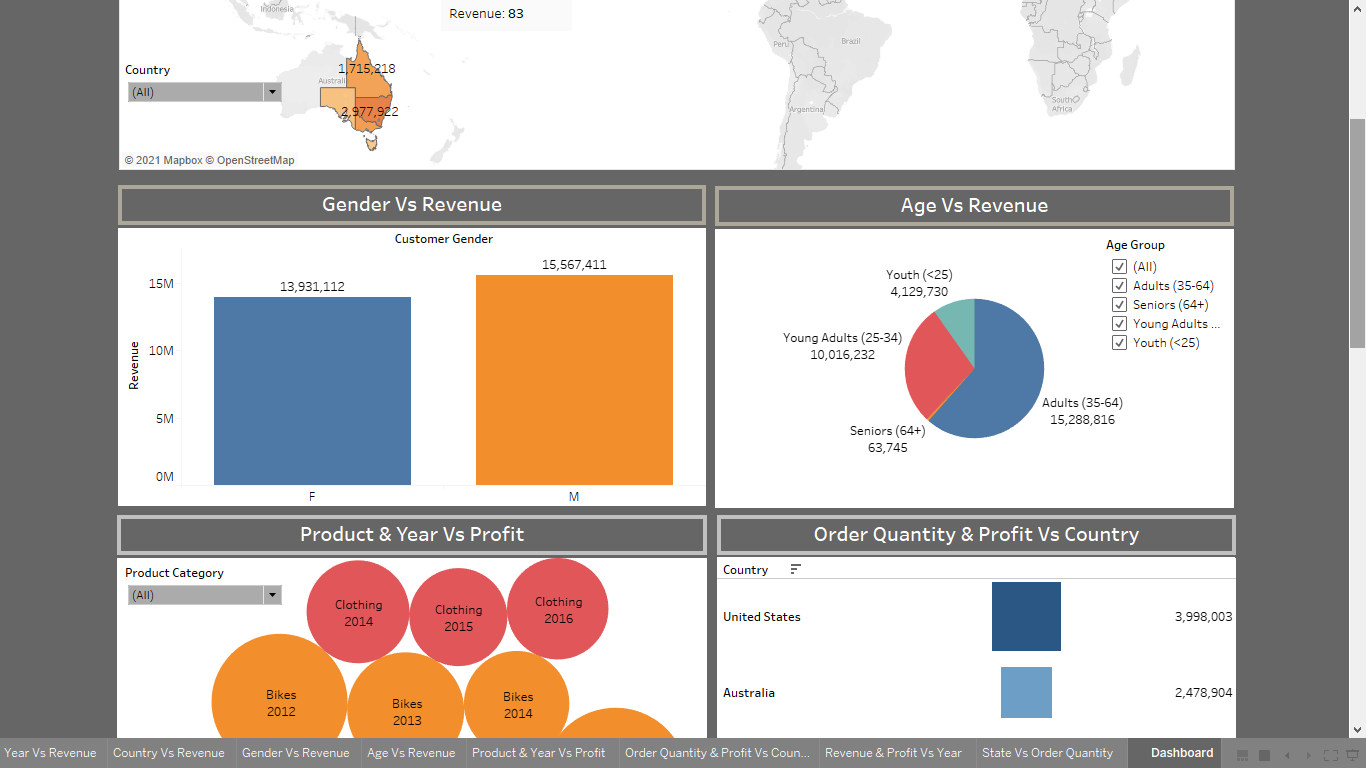 Indonesia
Revenue: 83
Peru
Brazil
Country
(All)
1,715,218
Australi
2,977,922
South
Africa
Argentina
© 2021 Mapbox © OpenStreetMap
Gender Vs Revenue
Customer Gender
Revenue
15M
10M
5M
0M
13,931,112
15,567,411
F
M
Age Vs Revenue
Age Group
(All)
Adults (35-64)
Seniors (64+)
Young Adults ...
Youth (<25)
Youth (<25)
4,129,730
Young Adults (25-34)
10,016,232
Adults (35-64)
15,288,816
Seniors (64+)
63,745
Product & Year Vs Profit
Product Category
(All)
Clothing
2014
Clothing
2015
Clothing
2016
Bikes
2012
Bikes
2013
Bikes
2014
Order Quantity & Profit Vs Country
Country
United States
3,998,003
Australia
2,478,904
Year Vs Revenue
Country Vs Revenue
Gender Vs Revenue
Age Vs Revenue
Product & Year Vs Profit
Order Quantity & Profit Vs Coun...
Revenue & Profit Vs Year
State Vs Order Quantity
Dashboard